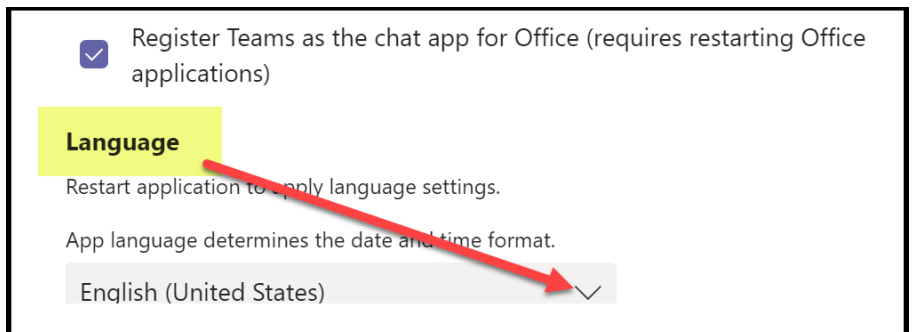 Register Teams as the chat app for Office (requires restarting Office
applications)
Language
Restart application to apply language settings.
App language determines the date and time format.
English (United States)